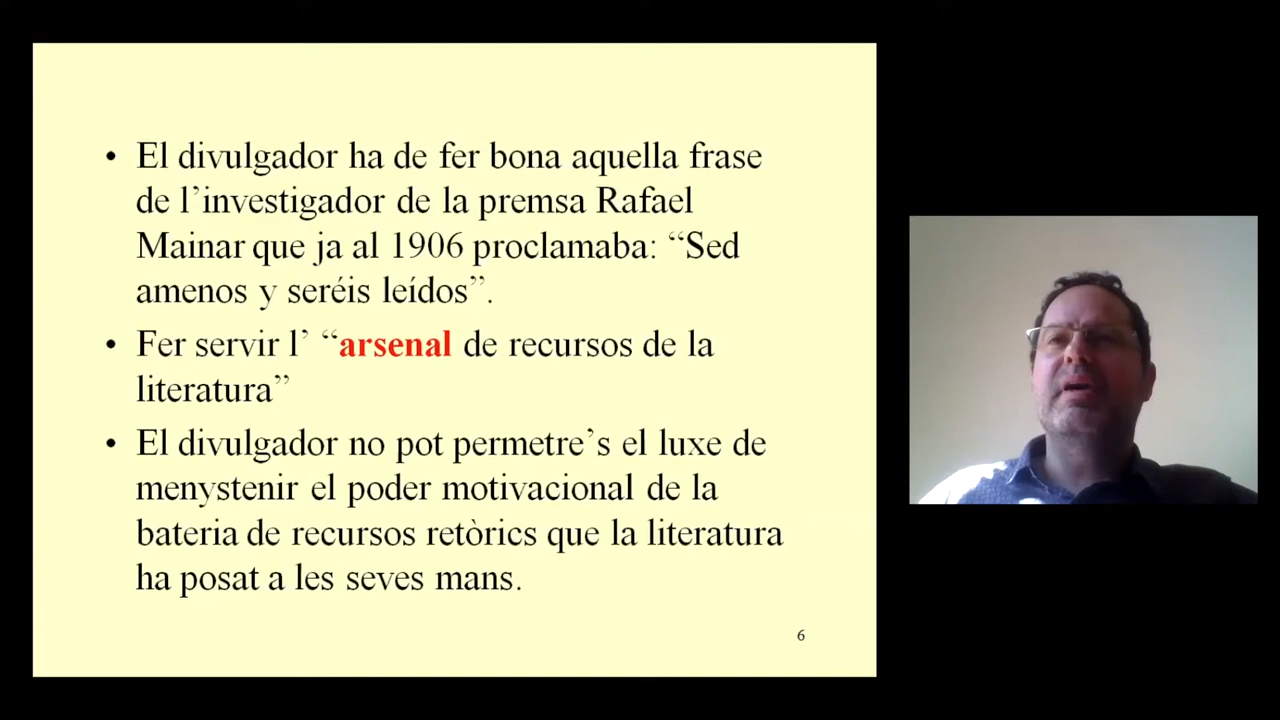 • El divulgador ha de fer bona aquella frase
de l’investigador de la premsa Rafael
Mainar que ja al 1906 proclamaba: “Sed
amenos y seréis leídos”.
• Fer servir l’ “arsenal de recursos de la
literatura”
• El divulgador no pot permetre’s el luxe de
menystenir el poder motivacional de la
bateria de recursos retòrics que la literatura
ha posat a les seves mans.
6